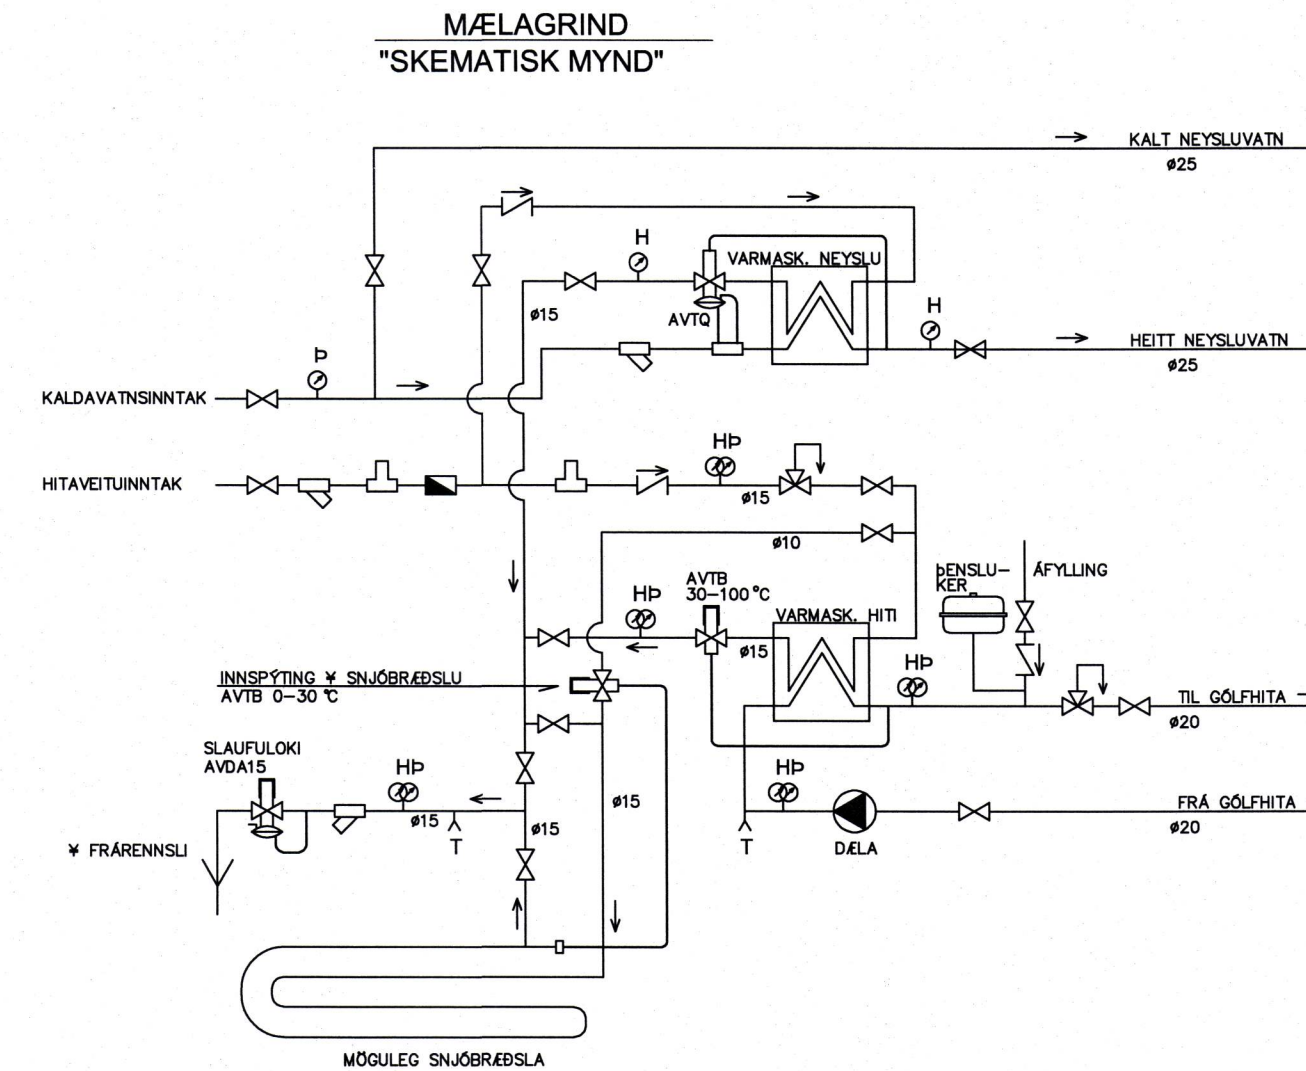 MÆLAGRIND
"SKEMATISK MYND"
KALT NEYSLUVATN
ø25
H
VARMASK. NEYSLU
ø15
AVTQ
H
HEITT NEYSLUVATN
ø25
Þ
KALDAVATNSINNTAK
HÞ
HITAVEITUINNTAK
ø15
ø10
AVTB
30-100°C
HÞ
VARMASK. HITI
ø15
ÞENSLU-
KER
ÁFYLLING
HÞ
INNSPÝTING ¥ SNJÓBRÆÐSLU
AVTB 0-30 °C
TIL GÓLFHITA
ø20
SLAUFULOKI
AVDA15
HÞ
ø15
T
ø15
ø15
HÞ
T
DÆLA
FRÁ GÓLFHITA
ø20
¥ FRÁRENNSLI
MÖGULEG SNJÓBRÆÐSLA